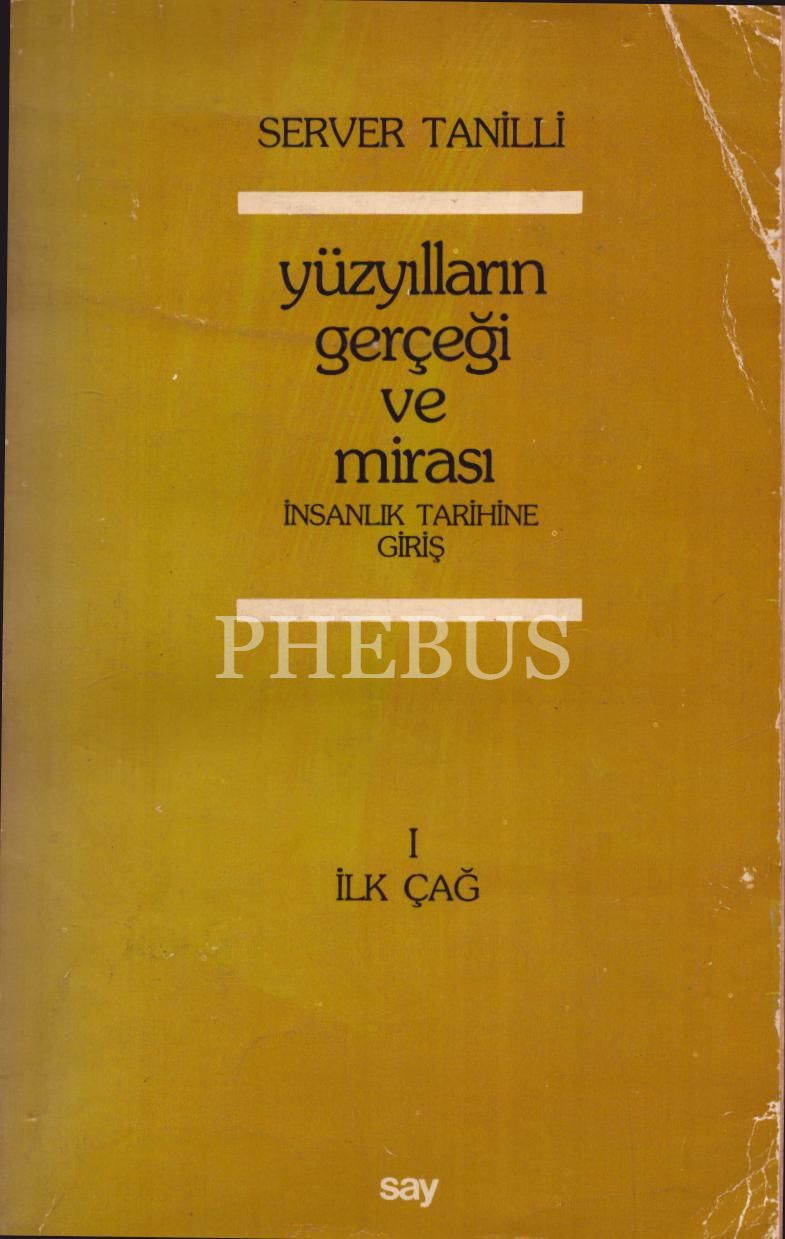 SERVER TANİLLİ
yüzyılların
gerçeği
ve
mirası
İNSANLIK TARİHİNE
GİRİŞ
PHEBUS
I
İLK ÇAĞ
say